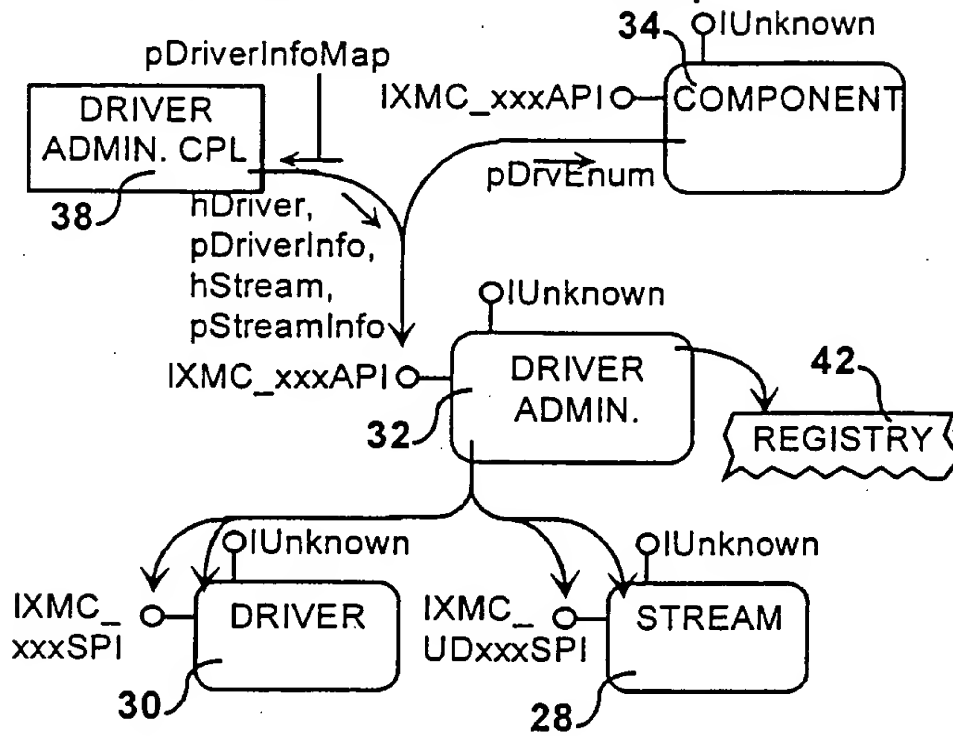 34
IUnknown
pDriverInfoMap
IXMC_xxxAPI
COMPONENT
DRIVER
ADMIN. CPL
pDrvEnum
38
hDriver,
pDriverInfo,
hStream,
pStreamInfo
IUnknown
IXMC_xxxAPI
DRIVER
ADMIN.
32
42
REGISTRY
IUnknown
IUnknown
IXMC_
xxxSPI
DRIVER
IXMC_
UDxxxSPI
STREAM
30
28